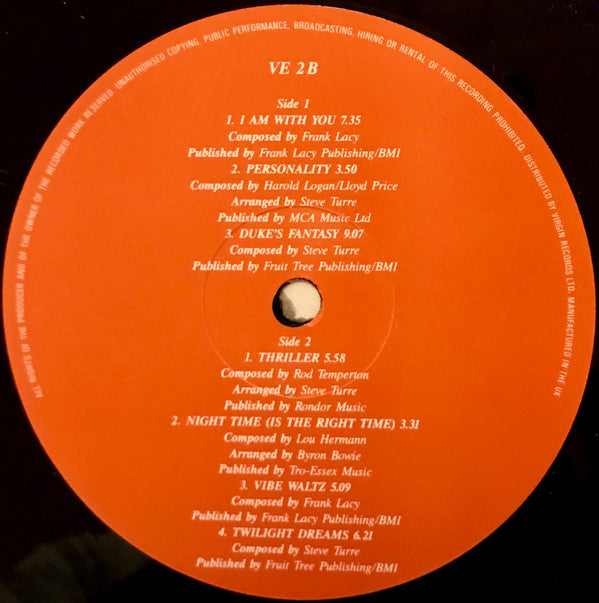 ALL RIGHTS OF THE PRODUCER AND OF THE OWNER OF THE RECORDED WORK RESERVED. UNAUTHORISED COPYING, PUBLIC PERFORMANCE, BROADCASTING, HIRING OR RENTAL OF THIS RECORDING PROHIBITED. DISTRIBUTED BY VIRGIN RECORDS LTD. MANUFACTURED IN THE UK
VE 2 B
Side 1
1. I AM WITH YOU 7.35
Composed by Frank Lacy
Published by Frank Lacy Publishing/BMI
2. PERSONALITY 3.50
Composed by Harold Logan/Lloyd Price
Arranged by Steve Turre
Published by MCA Music Ltd
3. DUKE'S FANTASY 9.07
Composed by Steve Turre
Published by Fruit Tree Publishing/BMI
Side 2
1. THRILLER 5.58
Composed by Rod Temperton
Arranged by Steve Turre
Published by Rondor Music
2. NIGHT TIME (IS THE RIGHT TIME) 3.31
Composed by Lou Hermann
Arranged by Byron Bowie
Published by Tro-Essex Music
3. VIBE WALTZ 5.09
Composed by Frank Lacy
Published by Frank Lacy Publishing/BMI
4. TWILIGHT DREAMS 6.21
Composed by Steve Turre
Published by Fruit Tree Publishing/BMI